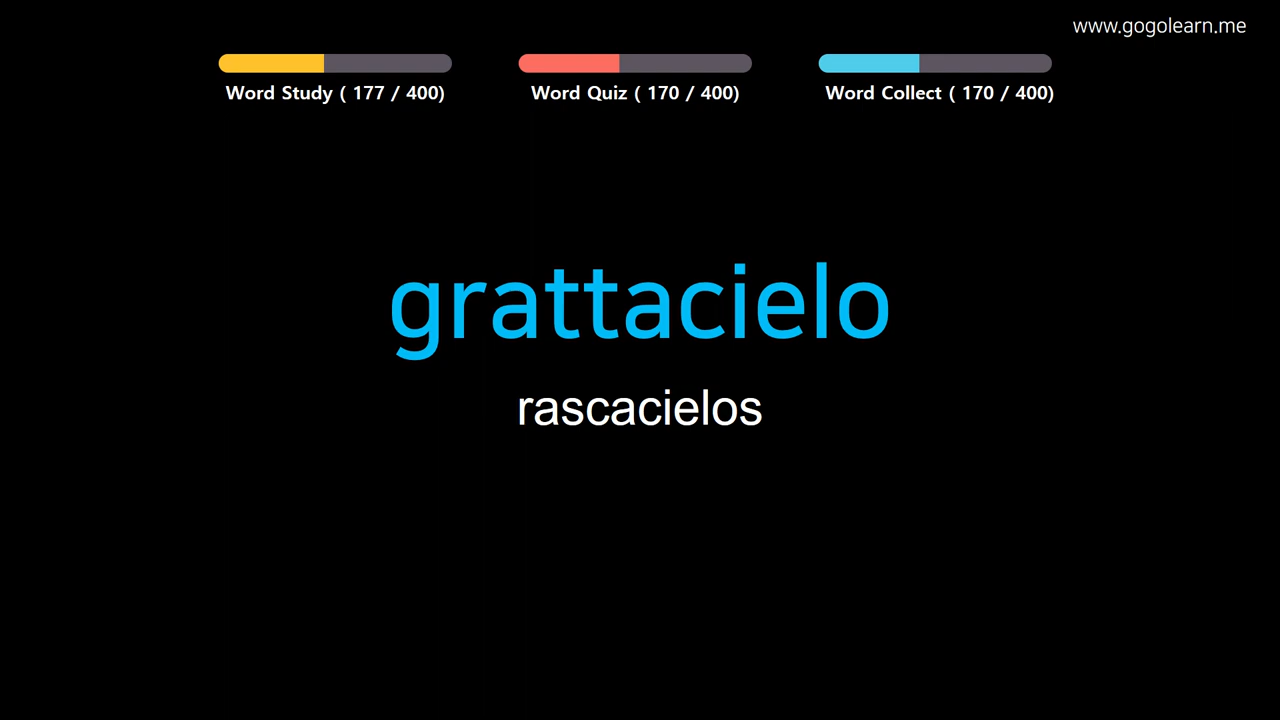 www.gogolearn.me
Word Study ( 177 / 400)
Word Quiz ( 170 / 400)
Word Collect ( 170 / 400)
grattacielo
rascacielos